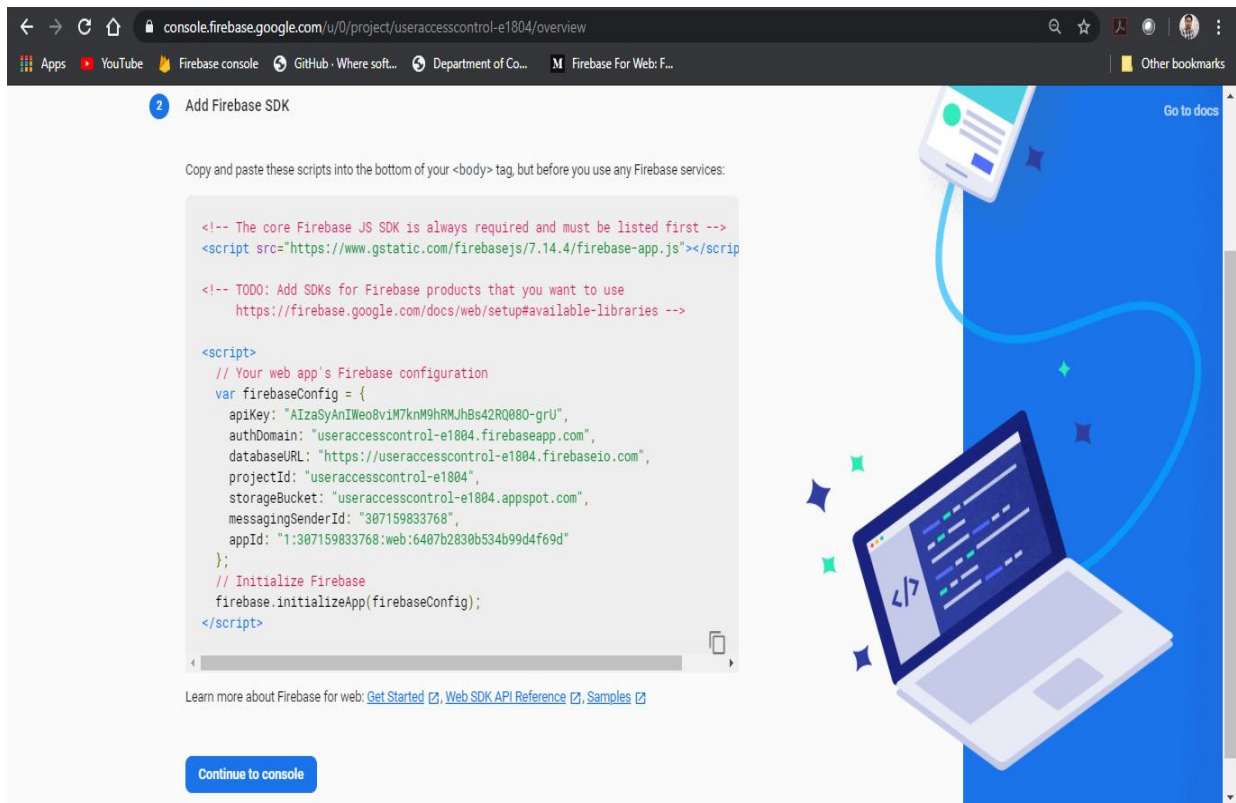 console.firebase.google.com/u/0/project/useraccesscontrol-e1804/overview
Apps YouTube Firebase console GitHub · Where soft... Department of Co... M Firebase For Web: F... Other bookmarks
2 Add Firebase SDK
Go to docs
Copy and paste these scripts into the bottom of your <body> tag, but before you use any Firebase services:
<!-- The core Firebase JS SDK is always required and must be listed first -->
<script src="https://www.gstatic.com/firebasejs/7.14.4/firebase-app.js"></scrip
<!-- TODO: Add SDKs for Firebase products that you want to use
https://firebase.google.com/docs/web/setup#available-libraries -->
<script>
// Your web app's Firebase configuration
var firebaseConfig = {
apiKey: "AIzaSyAnIWeo8viM7knM9hRMJhBs42RQ08O-grU",
authDomain: "useraccesscontrol-e1804.firebaseapp.com",
databaseURL: "https://useraccesscontrol-e1804.firebaseio.com",
projectId: "useraccesscontrol-e1804",
storageBucket: "useraccesscontrol-e1804.appspot.com",
messagingSenderId: "307159833768",
appId: "1:307159833768:web:6407b2830b534b99d4f69d"
};
// Initialize Firebase
firebase.initializeApp(firebaseConfig);
</script>
Learn more about Firebase for web: Get Started, Web SDK API Reference, Samples
Continue to console
</>